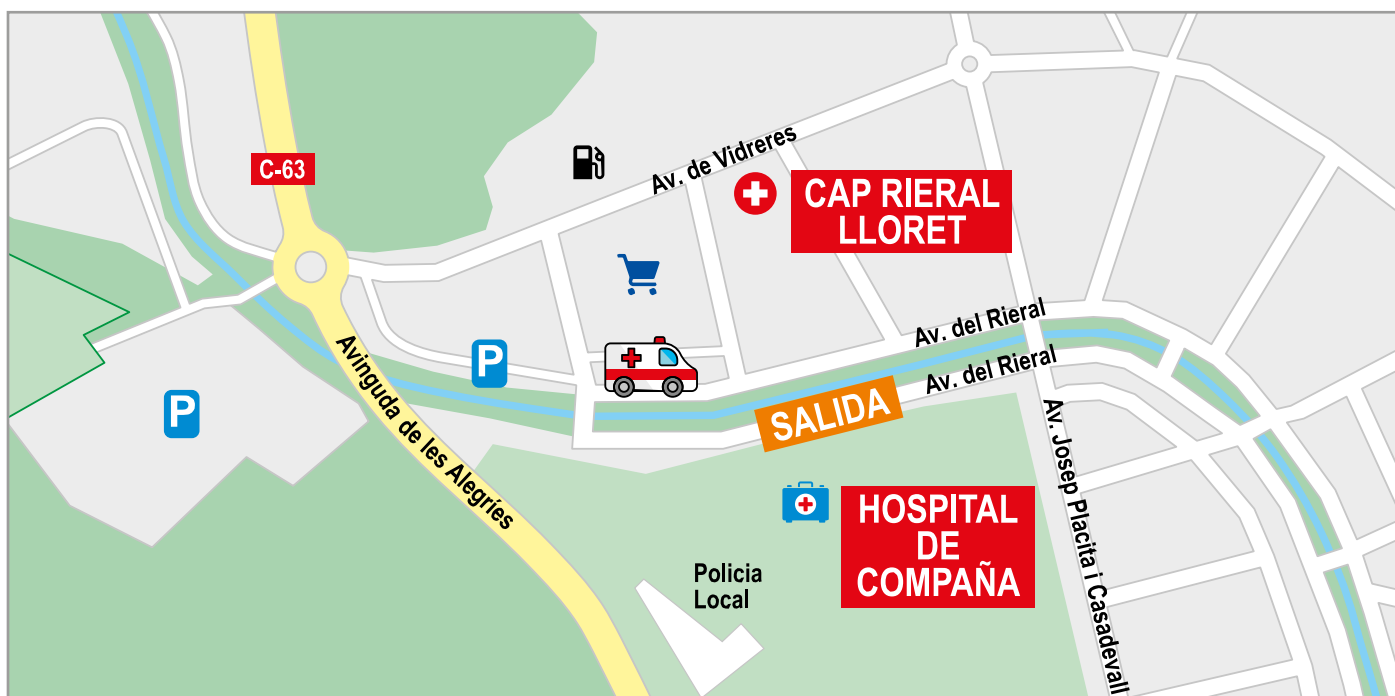 C-63
Av. de Vidreres
CAP RIERAL
LLORET
Av. del Rieral
Av. del Rieral
P
SALIDA
P
Avinguda de les Alegríes
Av. Josep Placita i Casadevall
HOSPITAL
DE
COMPAÑA
Policia
Local